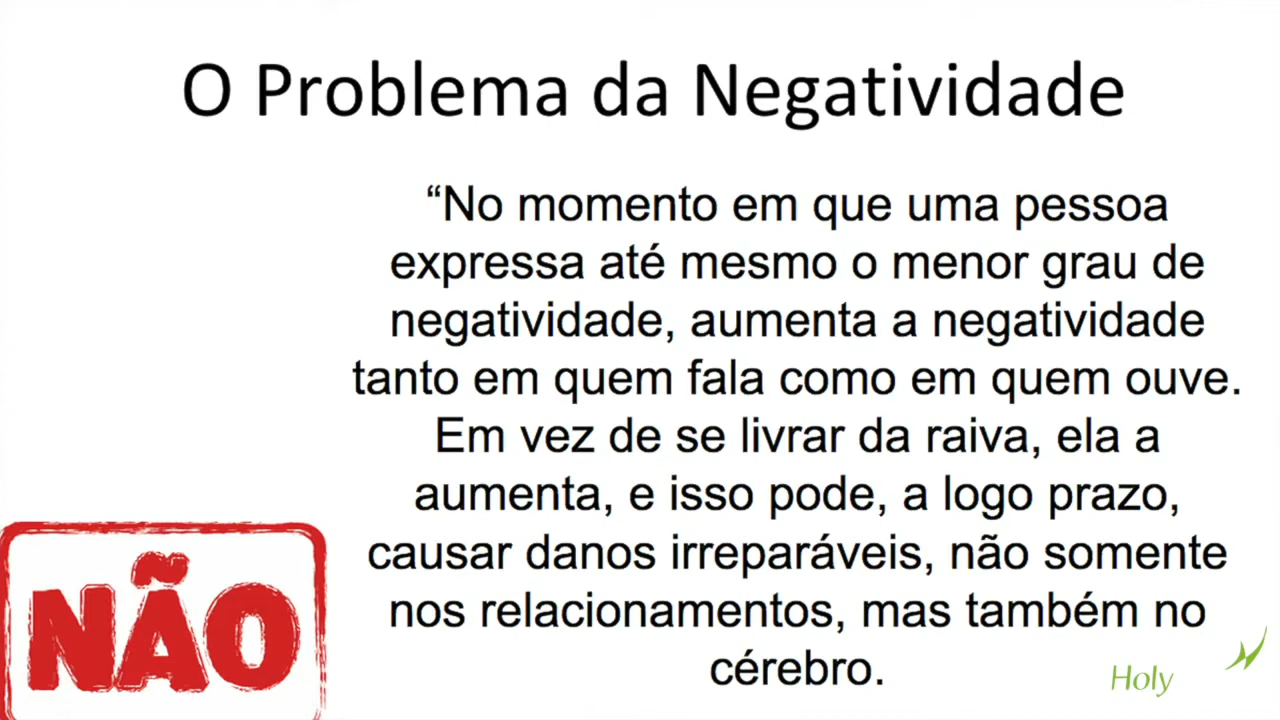 O Problema da Negatividade
“No momento em que uma pessoa
expressa até mesmo o menor grau de
negatividade, aumenta a negatividade
tanto em quem fala como em quem ouve.
Em vez de se livrar da raiva, ela a
aumenta, e isso pode, a logo prazo,
causar danos irreparáveis, não somente
nos relacionamentos, mas também no
cérebro.
NÃO
Holy